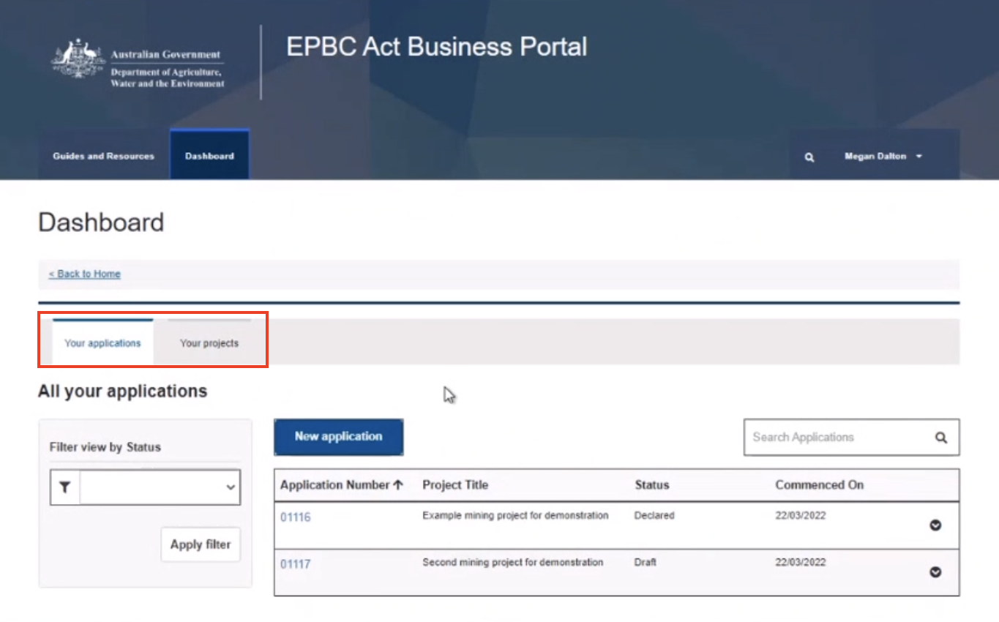 Australian Government
Department of Agriculture,
Water and the Environment
EPBC Act Business Portal
Guides and Resources
Dashboard
Megan Dalton
Dashboard
< Back to Home
Your applications
Your projects
All your applications
Filter view by Status
Apply filter
New application
Search Applications
Application Number Project Title Status Commenced On
01116 Example mining project for demonstration Declared 22/03/2022
01117 Second mining project for demonstration Draft 22/03/2022